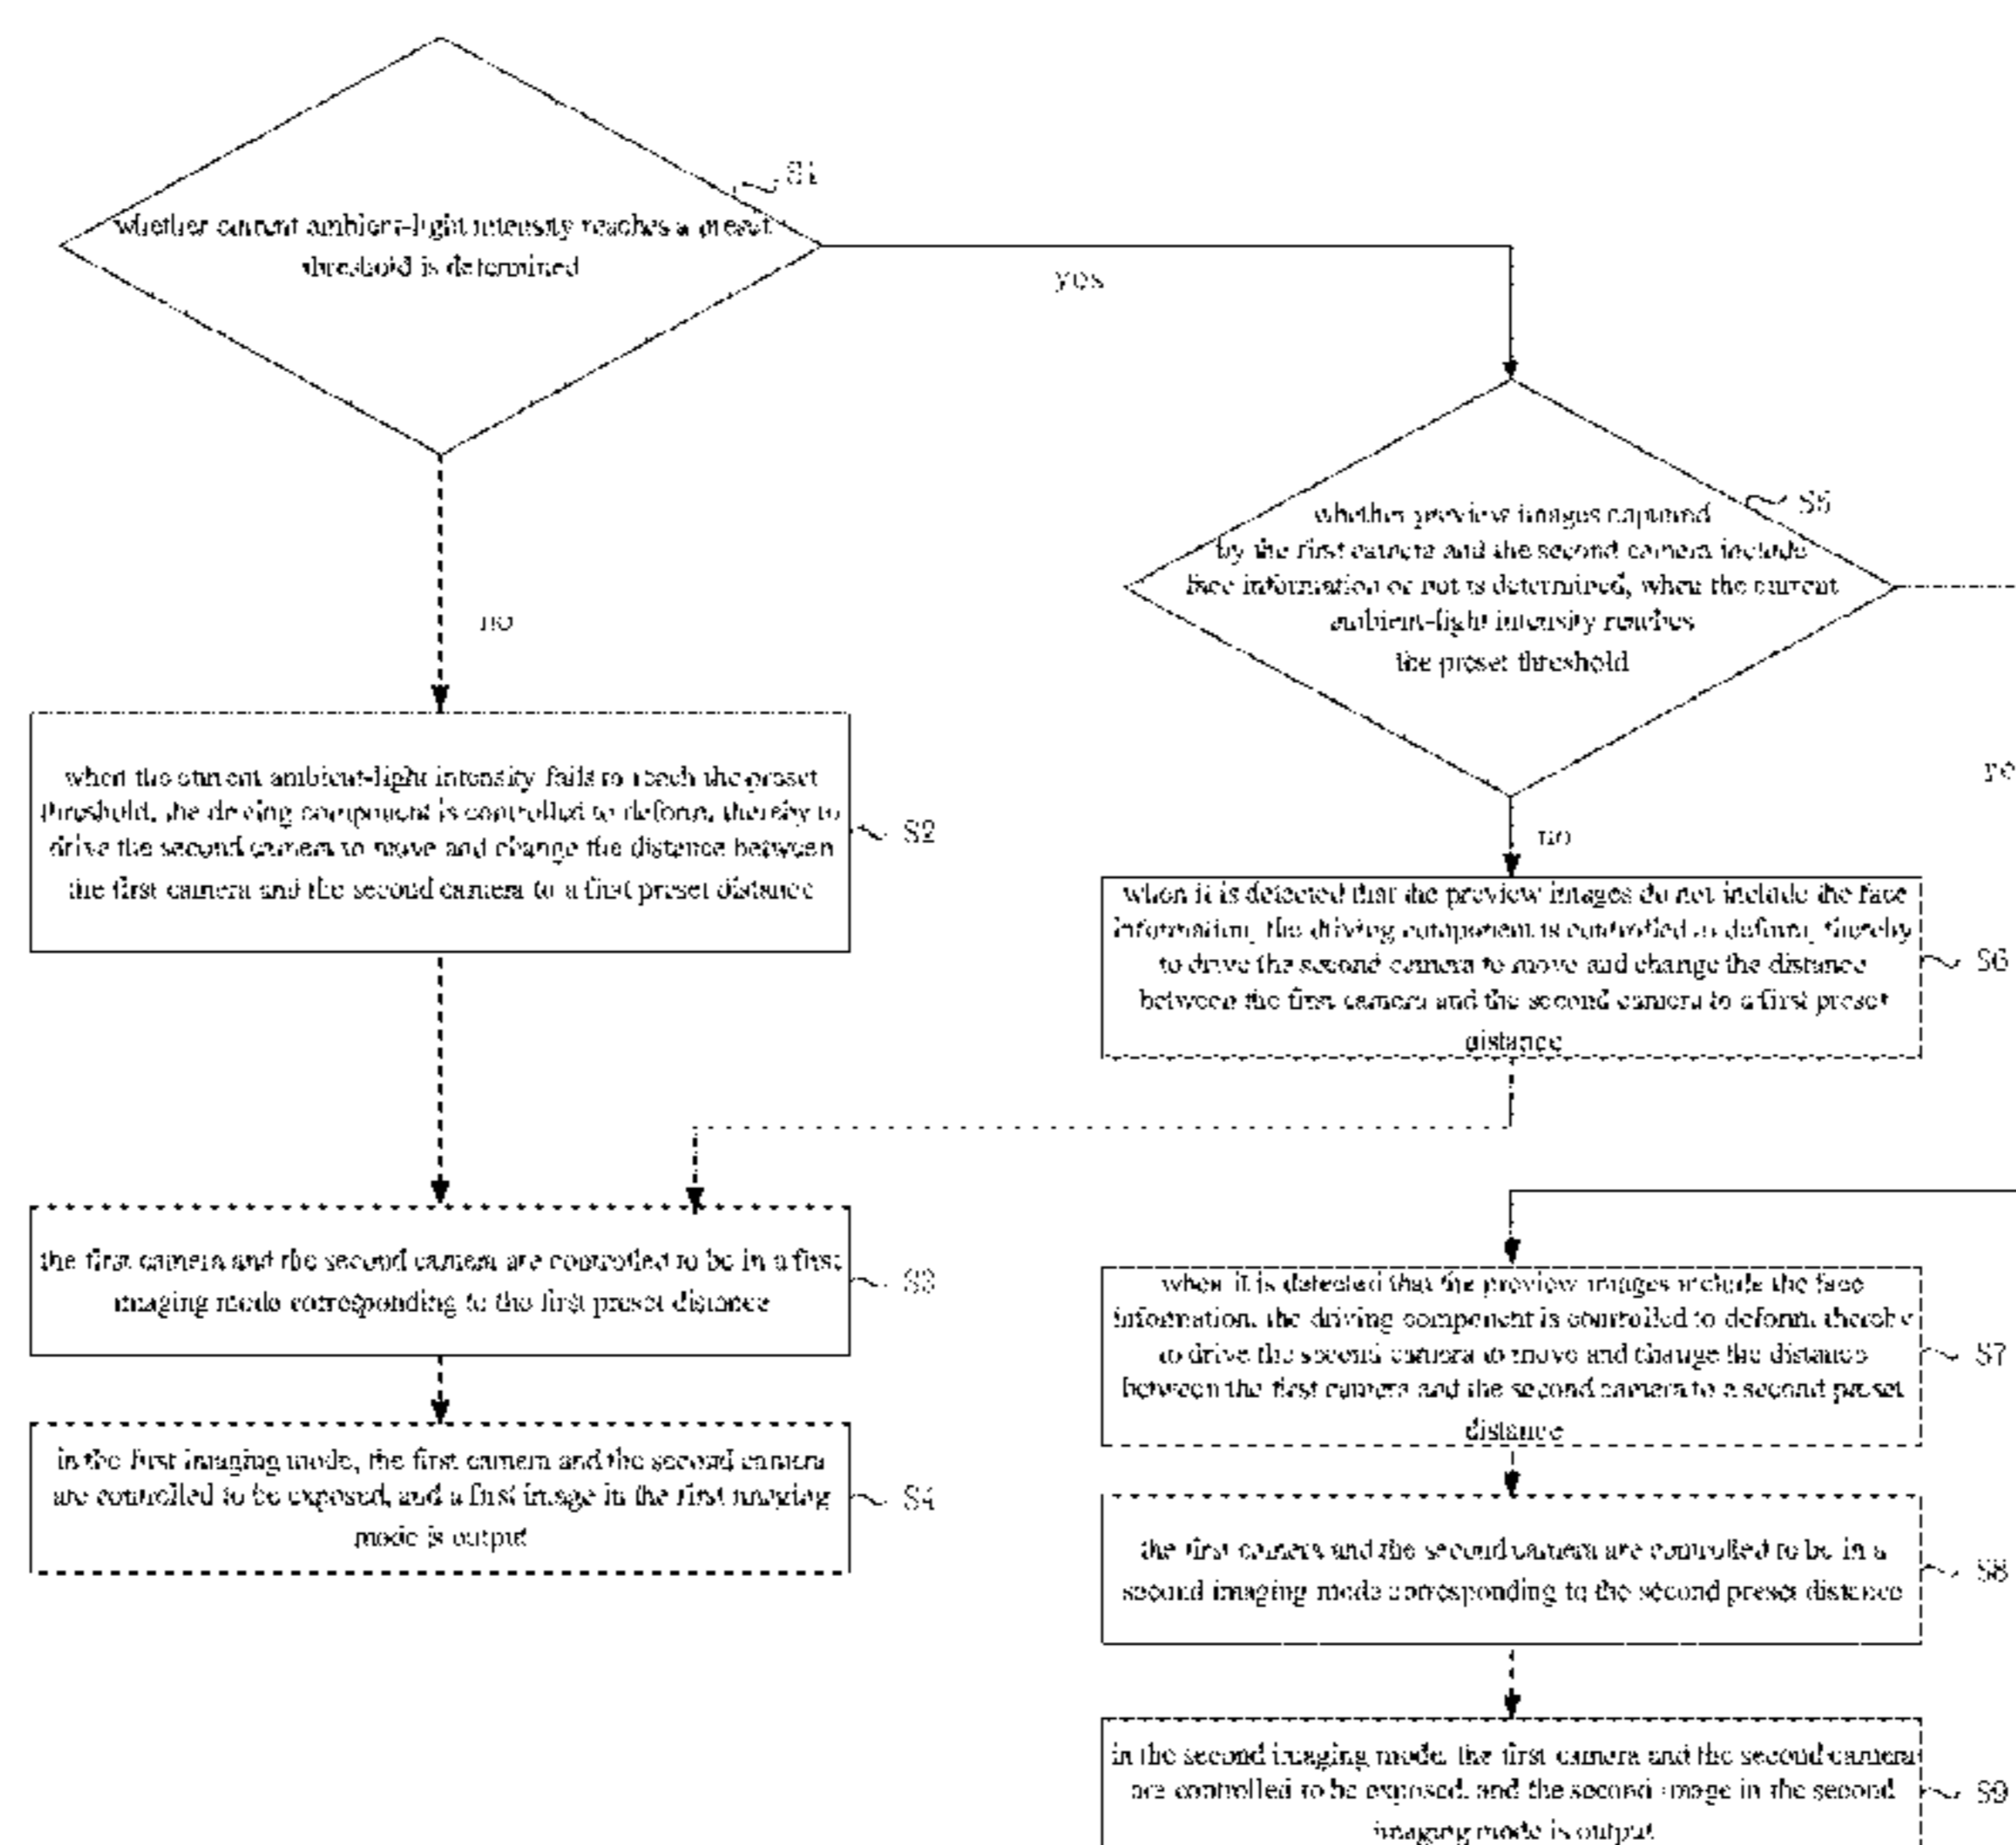 S1
whether current ambient-light intensity reaches a preset
threshold is determined
yes
S5
whether preview images captured
by the first camera and the second camera include
face information or not is determined, when the current
ambient-light intensity reaches
the preset threshold
no
ye
when the current ambient-light intensity fails to reach the preset
threshold, the driving component is controlled to deform, thereby to
drive the second camera to move and change the distance between
the first camera and the second camera to a first preset distance
S2
no
when it is detected that the preview images do not include the face
information, the driving component is controlled to deform, thereby
to drive the second camera to move and change the distance
between the first camera and the second camera to a first preset
distance
S6
the first camera and the second camera are controlled to be in a first
imaging mode corresponding to the first preset distance
S3
when it is detected that the preview images include the face
information, the driving component is controlled to deform, thereby
to drive the second camera to move and change the distance
between the first camera and the second camera to a second preset
distance
S7
in the first imaging mode, the first camera and the second camera
are controlled to be exposed, and a first image in the first imaging
mode is output
S4
the first camera and the second camera are controlled to be in a
second imaging mode corresponding to the second preset distance
S8
in the second imaging mode, the first camera and the second camera
are controlled to be exposed, and the second image in the second
imaging mode is output
S9